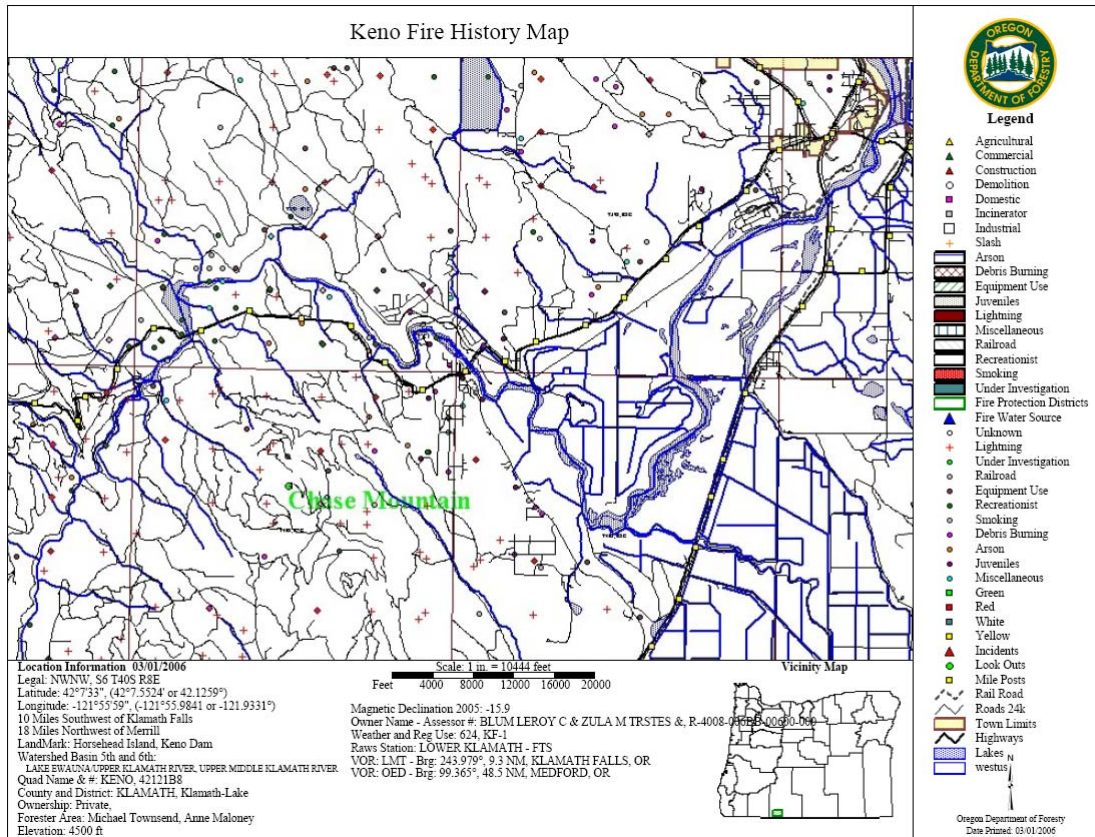 Keno Fire History Map
OREGON
DEPARTMENT OF FORESTRY
Legend
Agricultural
Commercial
Construction
Demolition
Domestic
Incinerator
Industrial
Slash
Arson
Debris Burning
Equipment Use
Juveniles
Lightning
Miscellaneous
Railroad
Recreationist
Smoking
Under Investigation
Fire Protection Districts
Fire Water Source
Unknown
Lightning
Under Investigation
Railroad
Equipment Use
Recreationist
Smoking
Debris Burning
Arson
Juveniles
Miscellaneous
Green
Red
White
Yellow
Incidents
Look Outs
Mile Posts
Rail Road
Roads 24k
Town Limits
Highways
Lakes
westus
N
Oregon Department of Foresty
Date Printed: 03/01/2006
Chase Mountain
Location Information 03/01/2006
Legal: NWNW, S6 T40S R8E
Latitude: 42°7'33", (42°7.5524' or 42.1259°)
Longitude: -121°55'59", (-121°55.9841 or -121.9331°)
10 Miles Southwest of Klamath Falls
18 Miles Northwest of Merrill
LandMark: Horsehead Island, Keno Dam
Watershed Basin 5th and 6th:
LAKE EWAUNA/UPPER KLAMATH RIVER, UPPER MIDDLE KLAMATH RIVER
Quad Name & #: KENO, 42121B8
County and District: KLAMATH, Klamath-Lake
Ownership: Private,
Forester Area: Michael Townsend, Anne Maloney
Elevation: 4500 ft
Scale: 1 in. = 10444 feet
Feet 4000 8000 12000 16000 20000
Magnetic Declination 2005: -15.9
Owner Name - Assessor #: BLUM LEROY C & ZULA M TRSTES &,
Weather and Reg Use: 624, KF-1
Raws Station: LOWER KLAMATH - FTS
VOR: LMT - Brg: 243.979°, 9.3 NM, KLAMATH FALLS, OR
VOR: OED - Brg: 99.365°, 48.5 NM, MEDFORD, OR
Vicinity Map